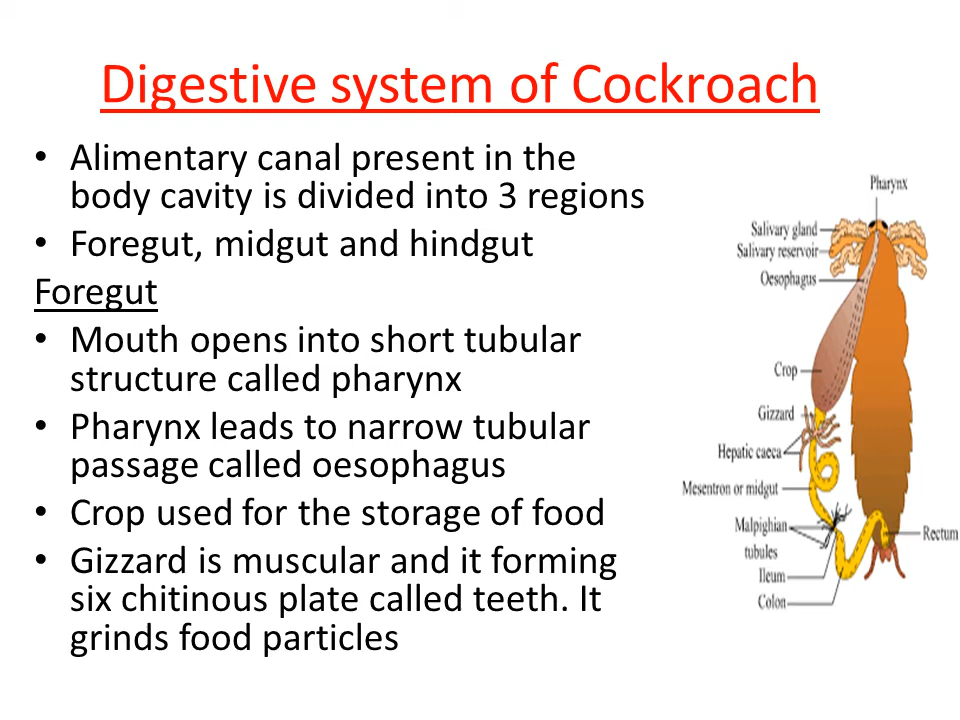 Digestive system of Cockroach
• Alimentary canal present in the
body cavity is divided into 3 regions
• Foregut, midgut and hindgut
Foregut
• Mouth opens into short tubular
structure called pharynx
• Pharynx leads to narrow tubular
passage called oesophagus
• Crop used for the storage of food
• Gizzard is muscular and it forming
six chitinous plate called teeth. It
grinds food particles
Pharynx
Salivary gland
Salivary reservoir
Oesophagus
Crop
Gizzard
Hepatic caeca
Mesentron or midgut
Malpighian
tubules
Ileum
Colon
Rectum